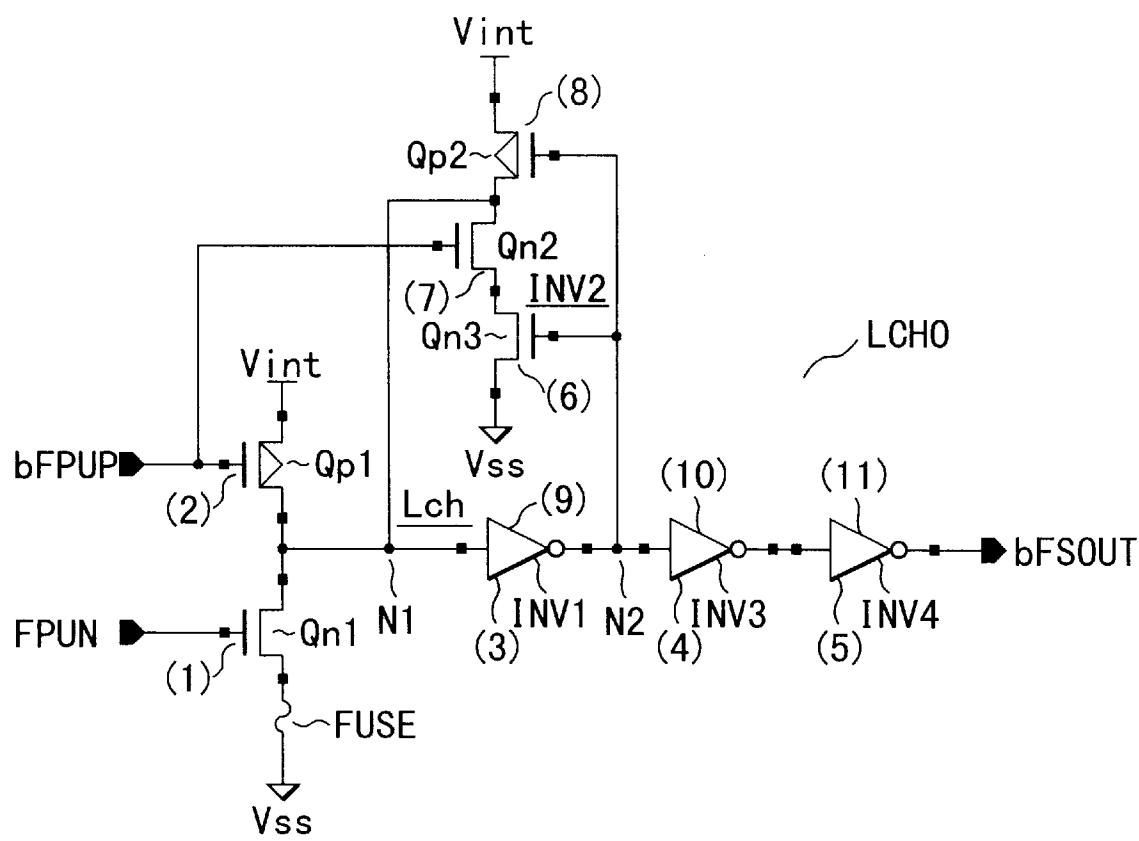 Vint
(8)
Qp2
Qn2
(7)
INV2
Qn3
LCH0
(6)
Vint
Vss
bFPUP
Qp1
(2)
Lch
(9)
(10)
(11)
bFSOUT
N1
INV1
N2
INV3
INV4
(3)
(4)
(5)
FPUN
Qn1
(1)
FUSE
Vss